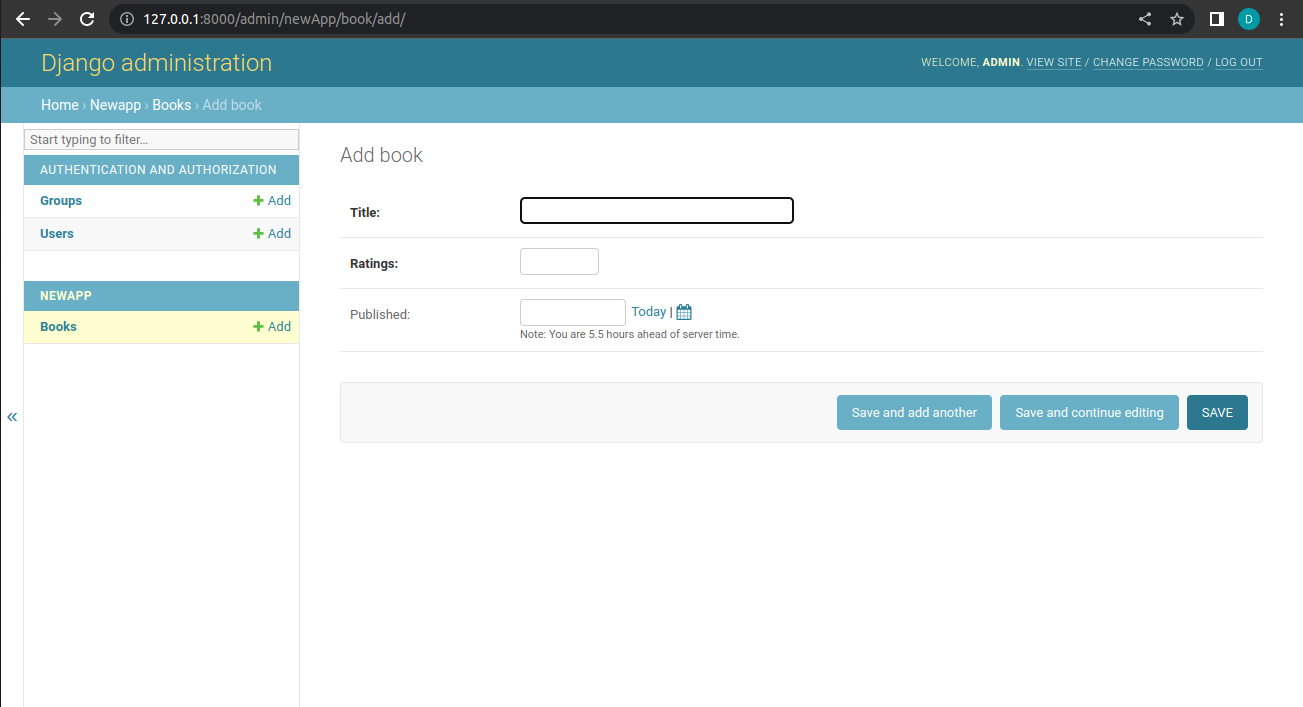 127.0.0.1:8000/admin/newApp/book/add/
D
Django administration
WELCOME, ADMIN. VIEW SITE / CHANGE PASSWORD / LOG OUT
Home › Newapp › Books › Add book
Start typing to filter…
AUTHENTICATION AND AUTHORIZATION
Groups + Add
Users + Add
NEWAPP
Books + Add
«
Add book
Title:
Ratings:
Published: Today |
Note: You are 5.5 hours ahead of server time.
Save and add another Save and continue editing SAVE